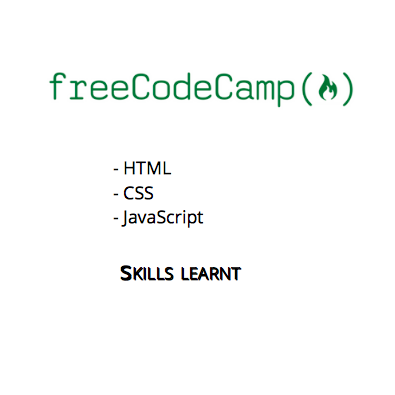 freeCodeCamp()
- HTML
- CSS
- JavaScript
Skills learnt